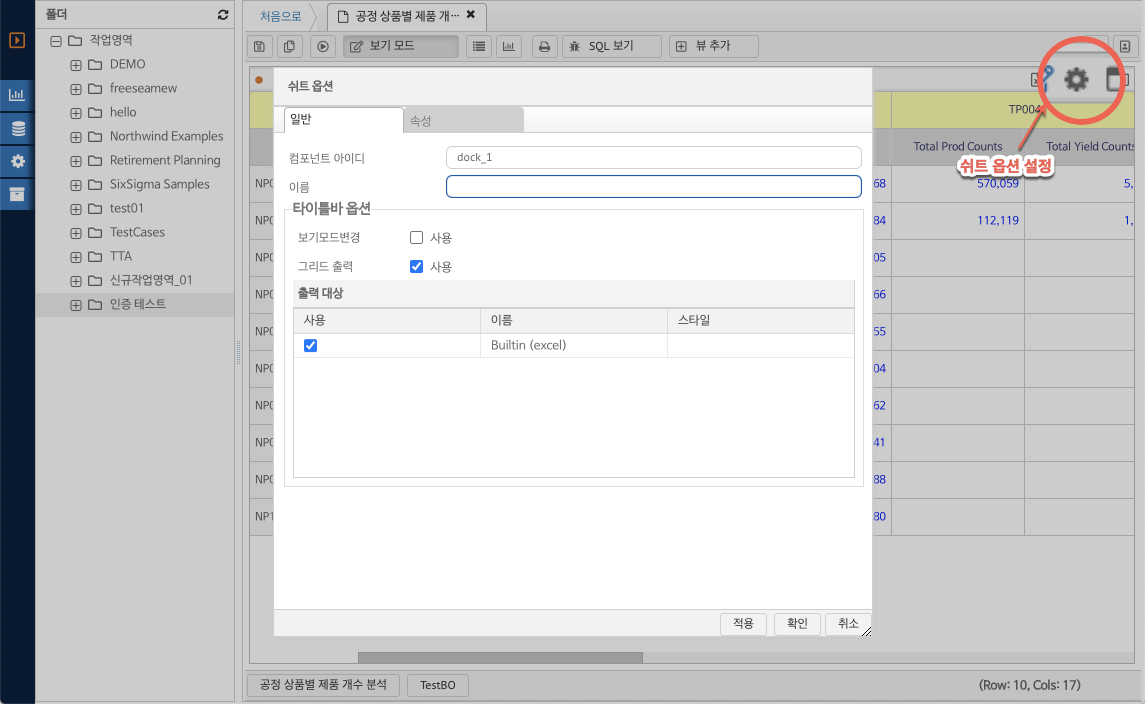 폴더
작업영역
DEMO
freeseamew
hello
Northwind Examples
Retirement Planning
SixSigma Samples
test01
TestCases
TTA
신규작업영역_01
인증 테스트
처음으로
공정 상품별 제품 개···
보기 모드
SQL 보기
뷰 추가
TP004
Total Prod Counts
Total Yield Counts
쉬트 옵션 설정
NP0 68 570,059 5,
NP0 84 112,119 1,
NP0 05
NP0 66
NP0 55
NP0 04
NP0 62
NP0 41
NP0 88
NP1 80
쉬트 옵션
일반
속성
컴포넌트 아이디
dock_1
이름
타이틀바 옵션
보기모드변경
사용
그리드 출력
사용
출력 대상
사용 이름 스타일
Builtin (excel)
적용
확인
취소
공정 상품별 제품 개수 분석
TestBO
(Row: 10, Cols: 17)